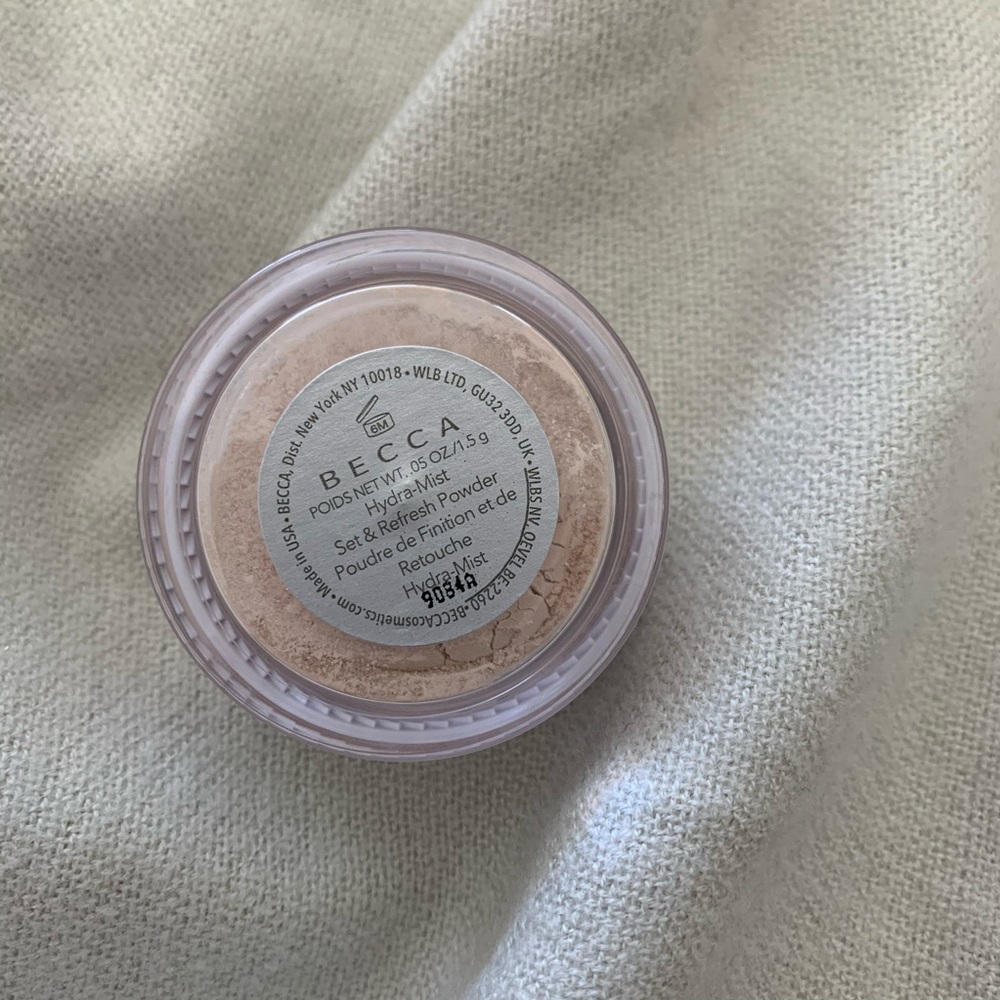 Made in USA • BECCA, Dist. New York NY 10018 • WLB LTD, GU32 3DD, UK • WLBS NV, OEVEL BE-2260 • BECCAcosmetics.com •
6M
BECCA
POIDS NET WT. .05 OZ./1.5 g
Hydra-Mist
Set & Refresh Powder
Poudre de Finition et de
Retouche
Hydra-Mist
9084A